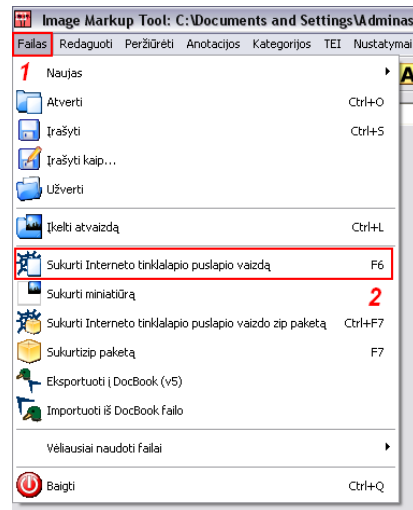 Image Markup Tool: C:\Documents and Settings\Adminas
Failas Redaguoti Peržiūrėti Anotacijos Kategorijos TEI Nustatymai
1 Naujas
A
Atverti Ctrl+O
Įrašyti Ctrl+S
Įrašyti kaip...
Užverti
Įkelti atvaizdą Ctrl+L
Sukurti Interneto tinklalapio puslapio vaizdą F6
Sukurti miniatiūrą 2
Sukurti Interneto tinklalapio puslapio vaizdo zip paketą Ctrl+F7
Sukurtizip paketą F7
Eksportuoti į DocBook (v5)
Importuoti iš DocBook failo
Vėliausiai naudoti failai
Baigti Ctrl+Q